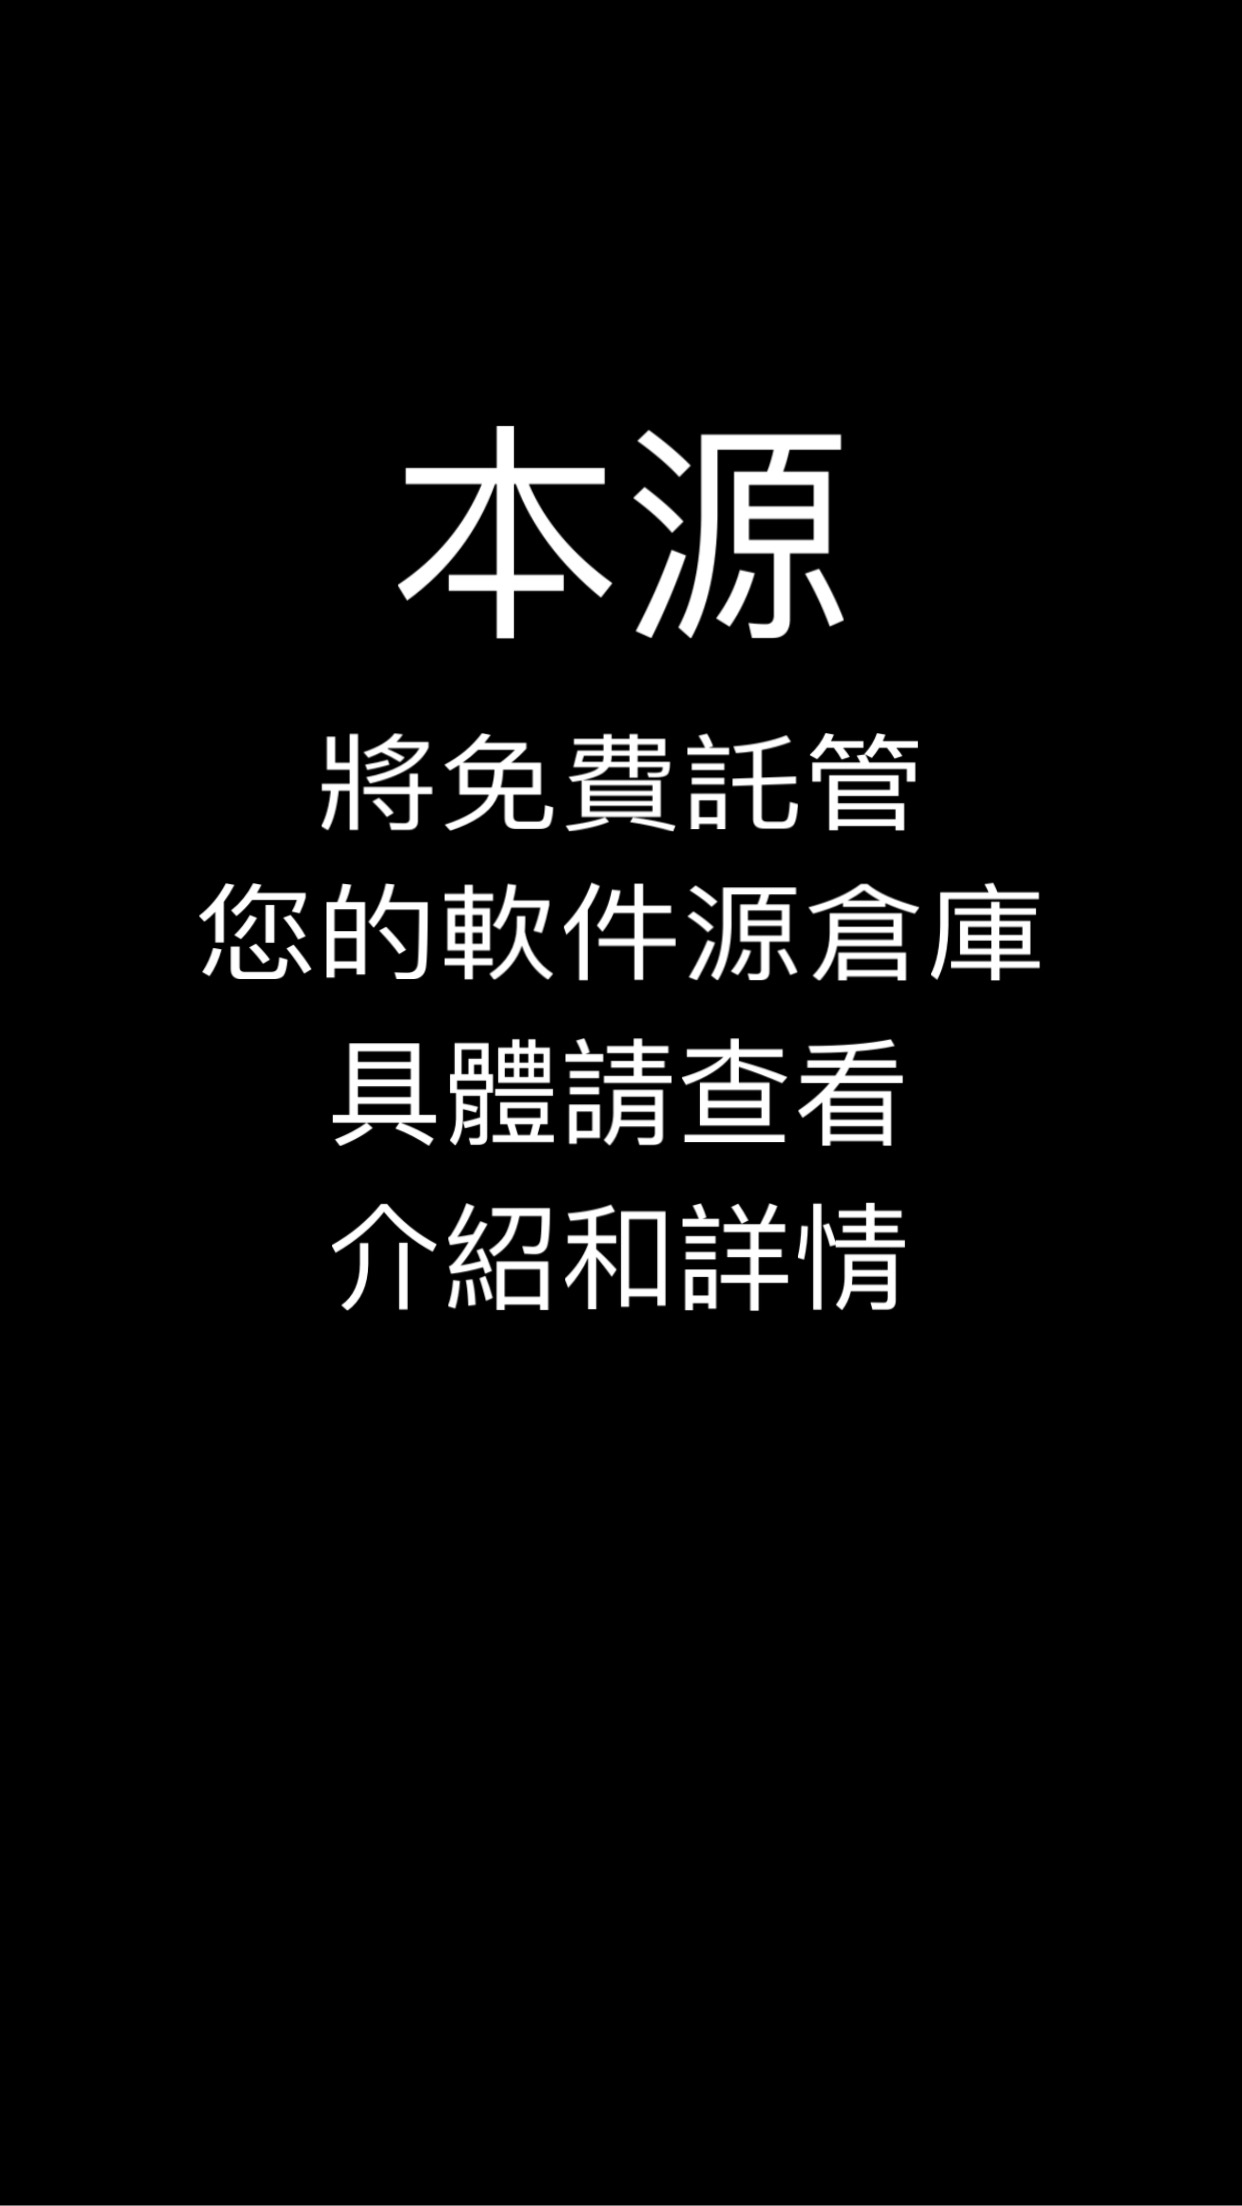 本源
將免費託管
您的軟件源倉庫
具體請查看
介紹和詳情